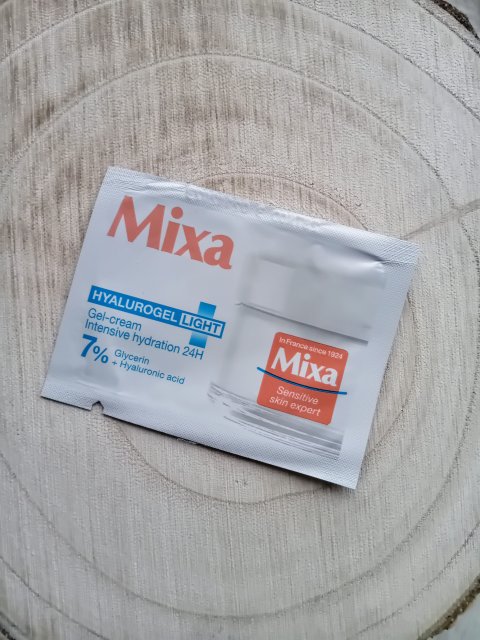 Mixa
HYALUROGEL LIGHT
Gel-cream
Intensive hydration 24H
7% Glycerin
+ Hyaluronic acid
In France since 1924
Mixa
Sensitive
skin expert